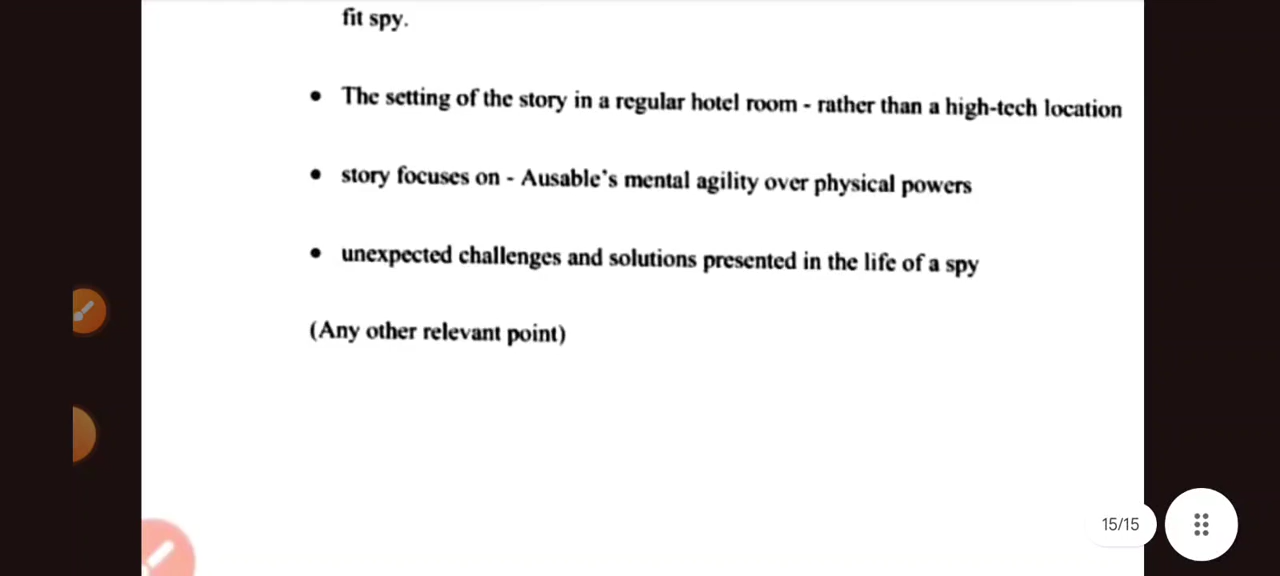 fit spy.
• The setting of the story in a regular hotel room - rather than a high-tech location
• story focuses on - Ausable's mental agility over physical powers
• unexpected challenges and solutions presented in the life of a spy
(Any other relevant point)
15/15